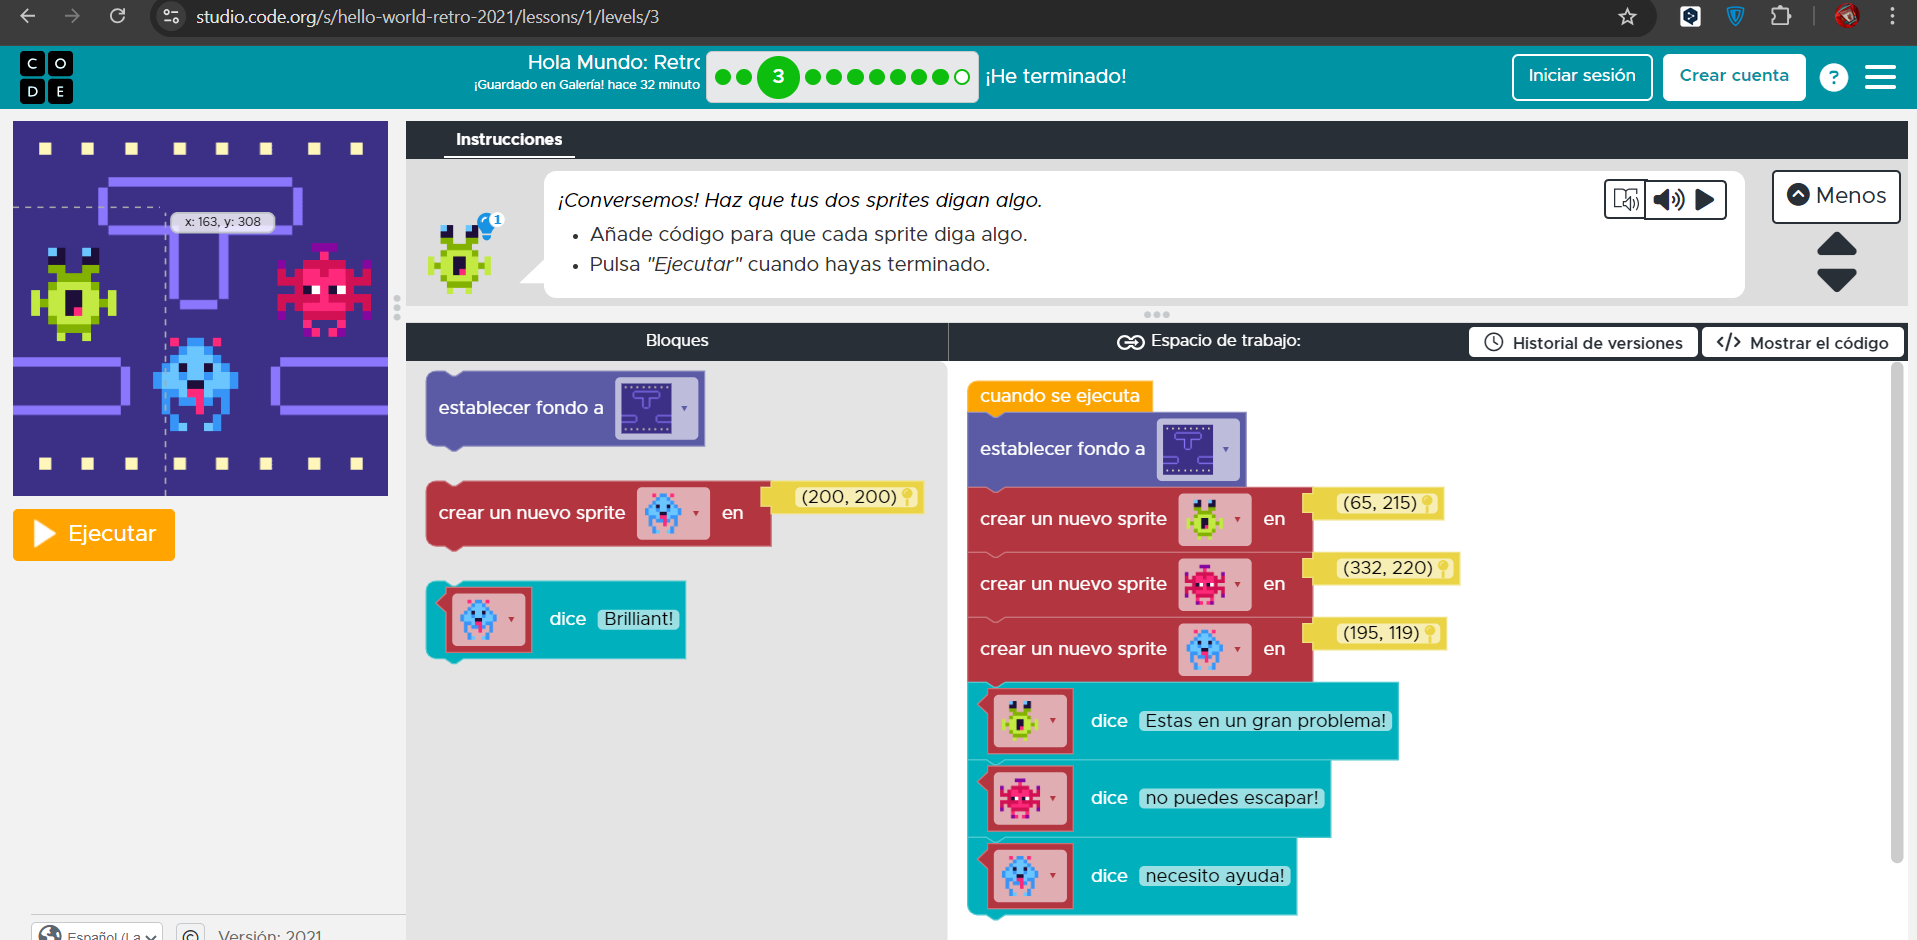 studio.code.org/s/hello-world-retro-2021/lessons/1/levels/3
C O
D E
Hola Mundo: Retro
¡Guardado en Galería! hace 32 minuto
3
¡He terminado!
Iniciar sesión
Crear cuenta
?
x: 163, y: 308
Ejecutar
Instrucciones
1
¡Conversemos! Haz que tus dos sprites digan algo.
• Añade código para que cada sprite diga algo.
• Pulsa "Ejecutar" cuando hayas terminado.
Menos
Bloques
Espacio de trabajo:
Historial de versiones
</> Mostrar el código
establecer fondo a
crear un nuevo sprite en (200, 200)
dice Brilliant!
cuando se ejecuta
establecer fondo a
crear un nuevo sprite en (65, 215)
crear un nuevo sprite en (332, 220)
crear un nuevo sprite en (195, 119)
dice Estas en un gran problema!
dice no puedes escapar!
dice necesito ayuda!
Español (La
©
Versión: 2021